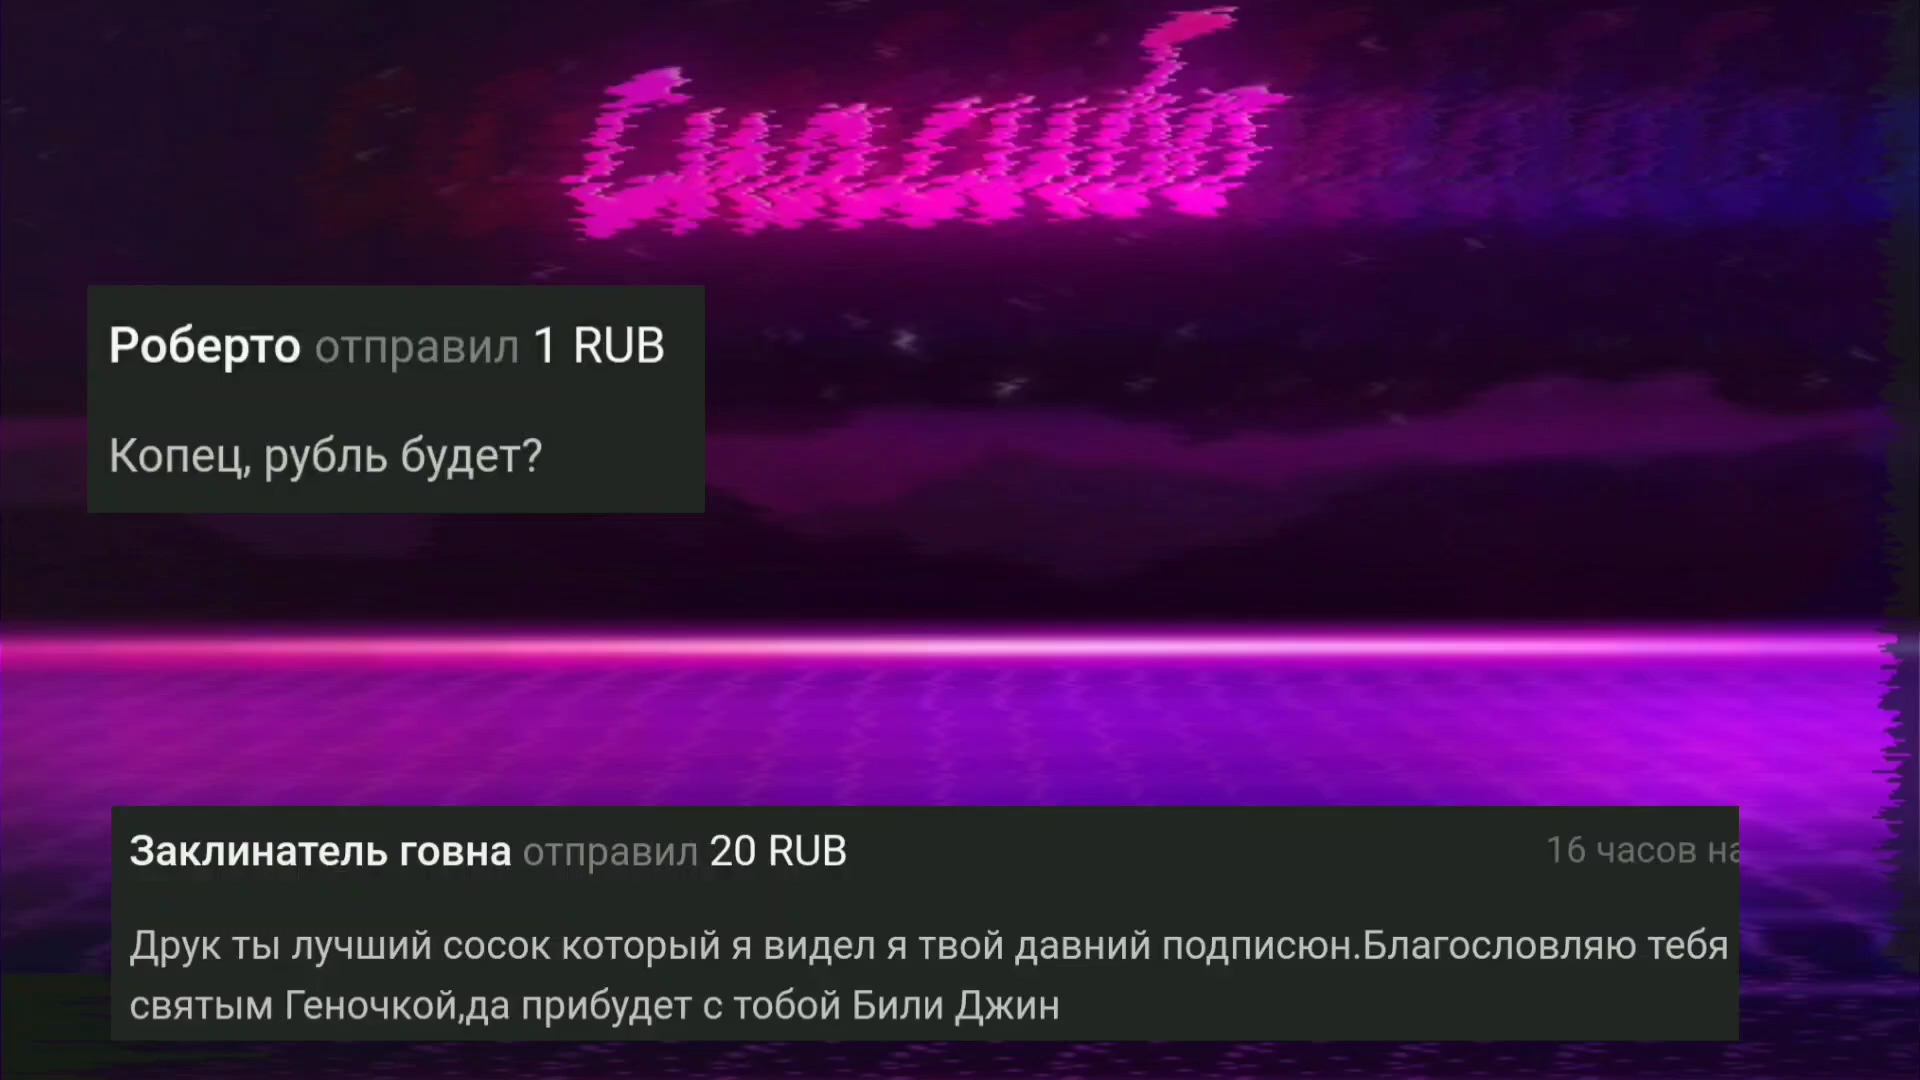 Спасибо
Роберто отправил 1 RUB
Копец, рубль будет?
Заклинатель говна отправил 20 RUB 16 часов на
Друк ты лучший сосок который я видел я твой давний подписюн.Благословляю тебя
святым Геночкой,да прибудет с тобой Били Джин